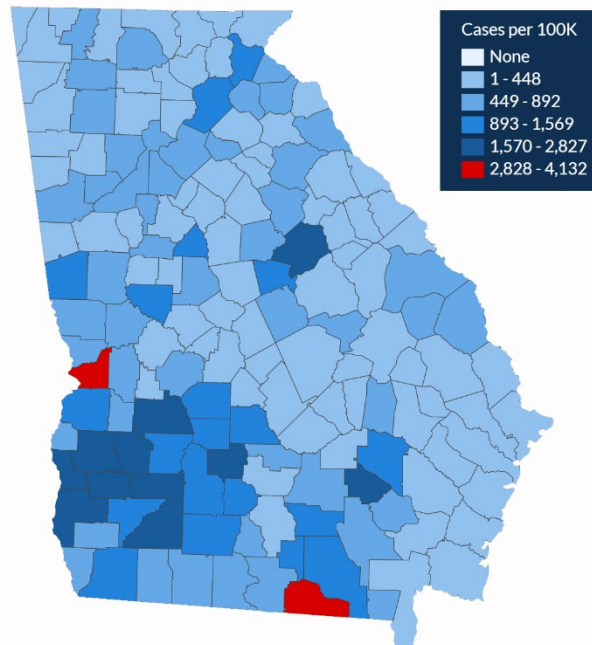 Cases per 100K
None
1 - 448
449 - 892
893 - 1,569
1,570 - 2,827
2,828 - 4,132